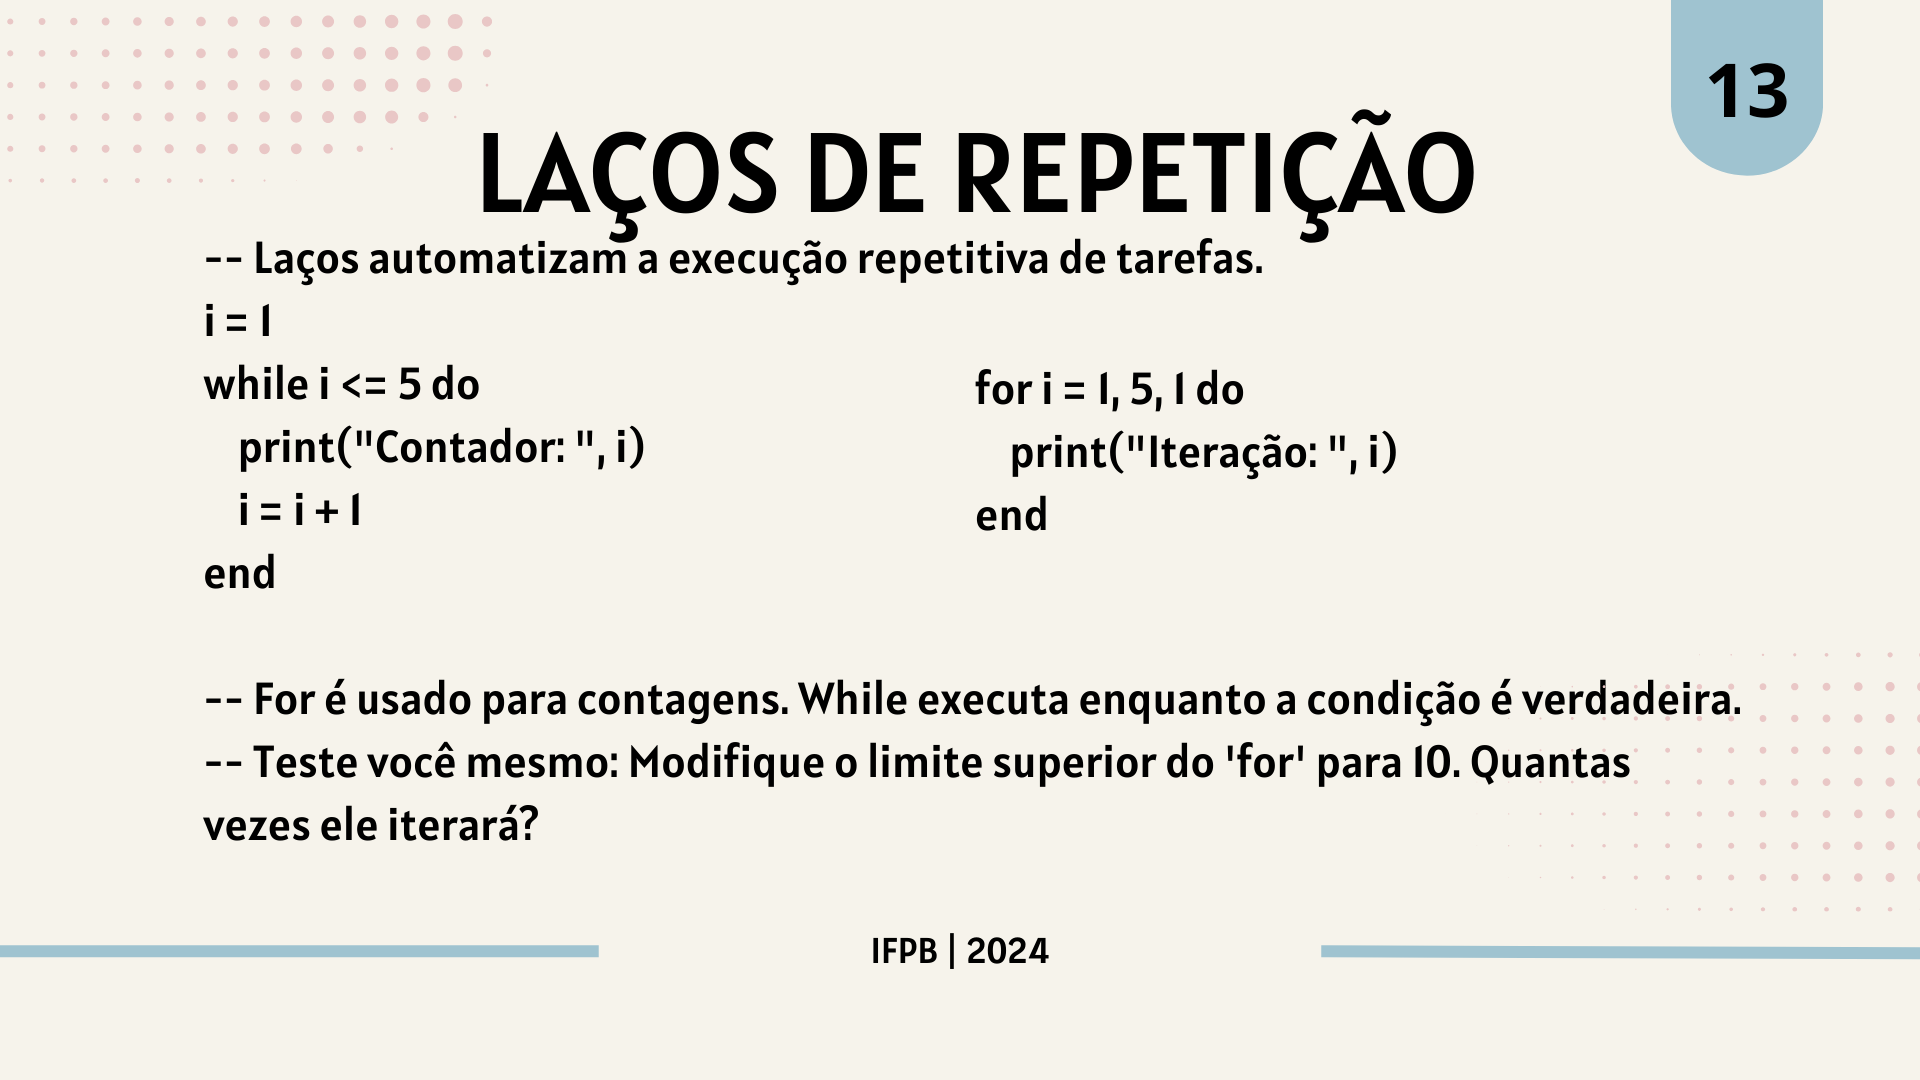 13
LAÇOS DE REPETIÇÃO
-- Laços automatizam a execução repetitiva de tarefas.
i = 1
while i <= 5 do
    print("Contador: ", i)
    i = i + 1
end
for i = 1, 5, 1 do
    print("Iteração: ", i)
end
-- For é usado para contagens. While executa enquanto a condição é verdadeira.
-- Teste você mesmo: Modifique o limite superior do 'for' para 10. Quantas
vezes ele iterará?
IFPB | 2024